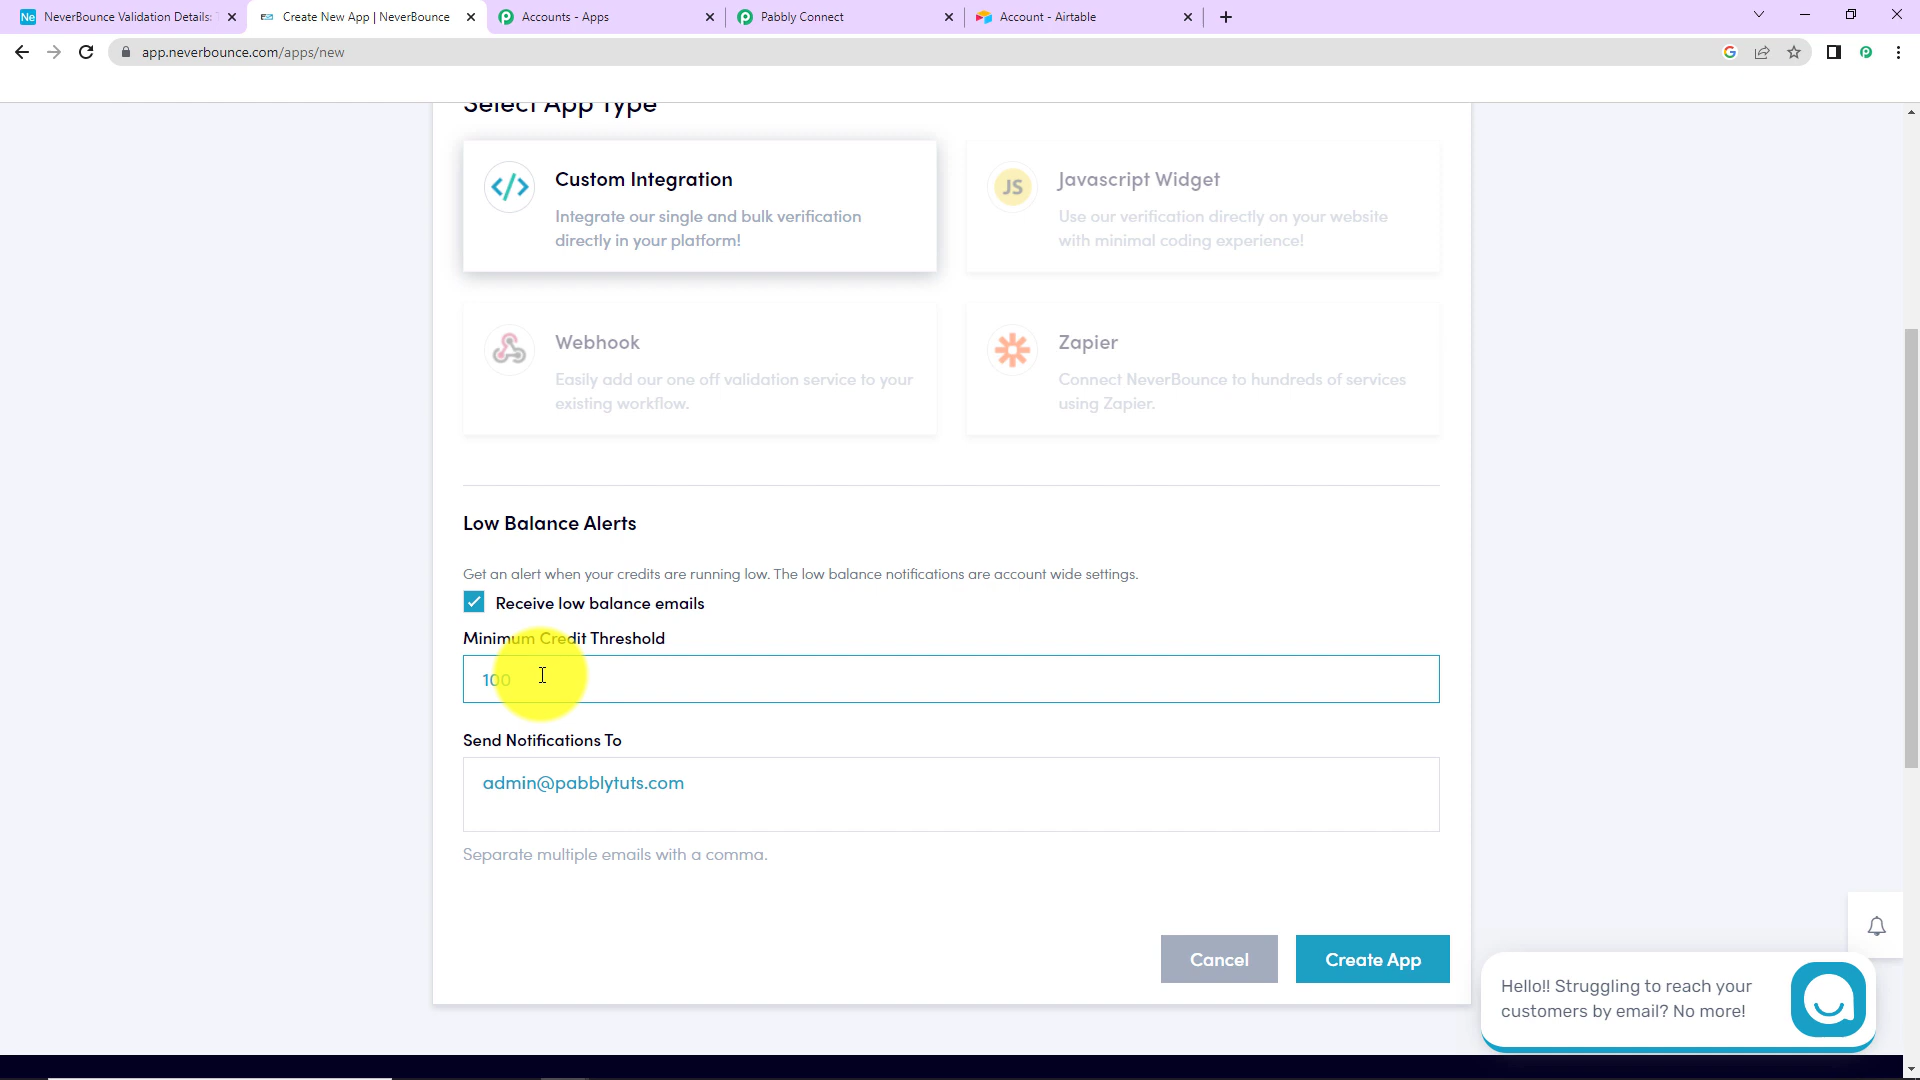 NeverBounce Validation Details:
Create New App | NeverBounce
Accounts - Apps
Pabbly Connect
Account - Airtable
app.neverbounce.com/apps/new
Select App Type
Custom Integration
Integrate our single and bulk verification
directly in your platform!
JS
Javascript Widget
Use our verification directly on your website
with minimal coding experience!
Webhook
Easily add our one off validation service to your
existing workflow.
Zapier
Connect NeverBounce to hundreds of services
using Zapier.
Low Balance Alerts
Get an alert when your credits are running low. The low balance notifications are account wide settings.
Receive low balance emails
Minimum Credit Threshold
100
Send Notifications To
admin@pabblytuts.com
Separate multiple emails with a comma.
Cancel
Create App
Hello!! Struggling to reach your
customers by email? No more!